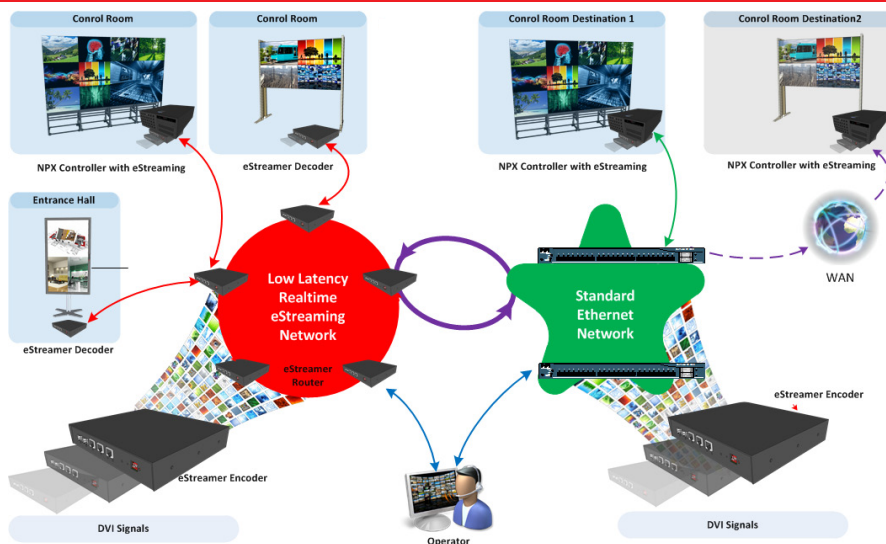 Conrol Room
Conrol Room
Conrol Room Destination 1
Conrol Room Destination2
NPX Controller with eStreaming
eStreamer Decoder
NPX Controller with eStreaming
NPX Controller with eStreaming
Entrance Hall
eStreamer Decoder
Low Latency
Realtime
eStreaming
Network
eStreamer
Router
Standard
Ethernet
Network
WAN
eStreamer Encoder
eStreamer Encoder
DVI Signals
DVI Signals
Operator